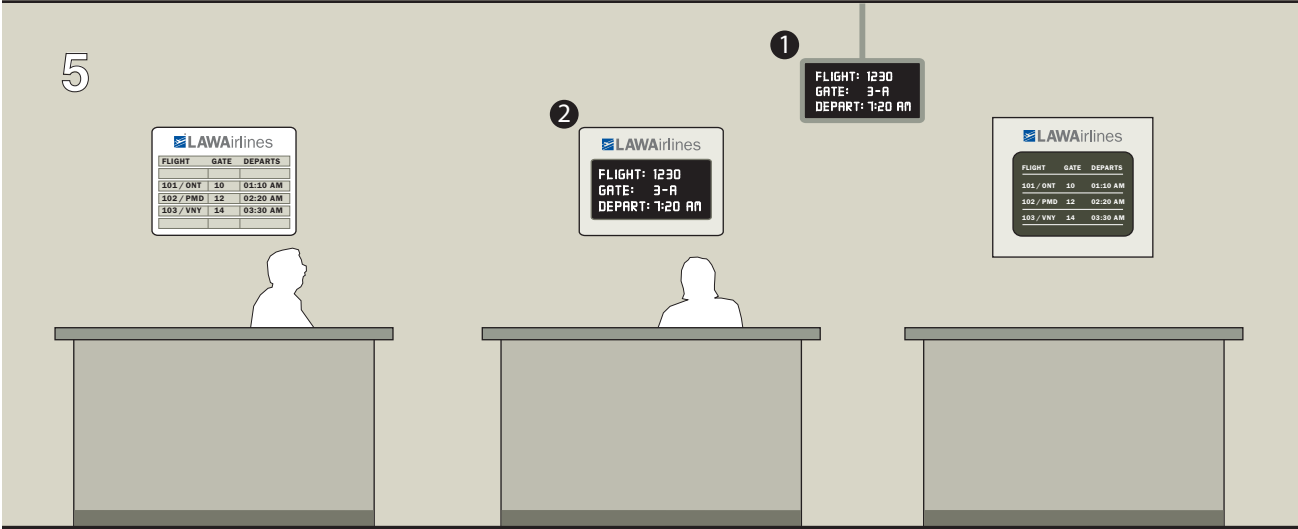 5
1
FLIGHT: 1230
GATE: 3-A
DEPART: 7:20 AM
LAWAirlines
FLIGHT GATE DEPARTS
101 / ONT 10 01:10 AM
102 / PMD 12 02:20 AM
103 / VNY 14 03:30 AM
2
LAWAirlines
FLIGHT: 1230
GATE: 3-A
DEPART: 7:20 AM
LAWAirlines
FLIGHT GATE DEPARTS
101 / ONT 10 01:10 AM
102 / PMD 12 02:20 AM
103 / VNY 14 03:30 AM